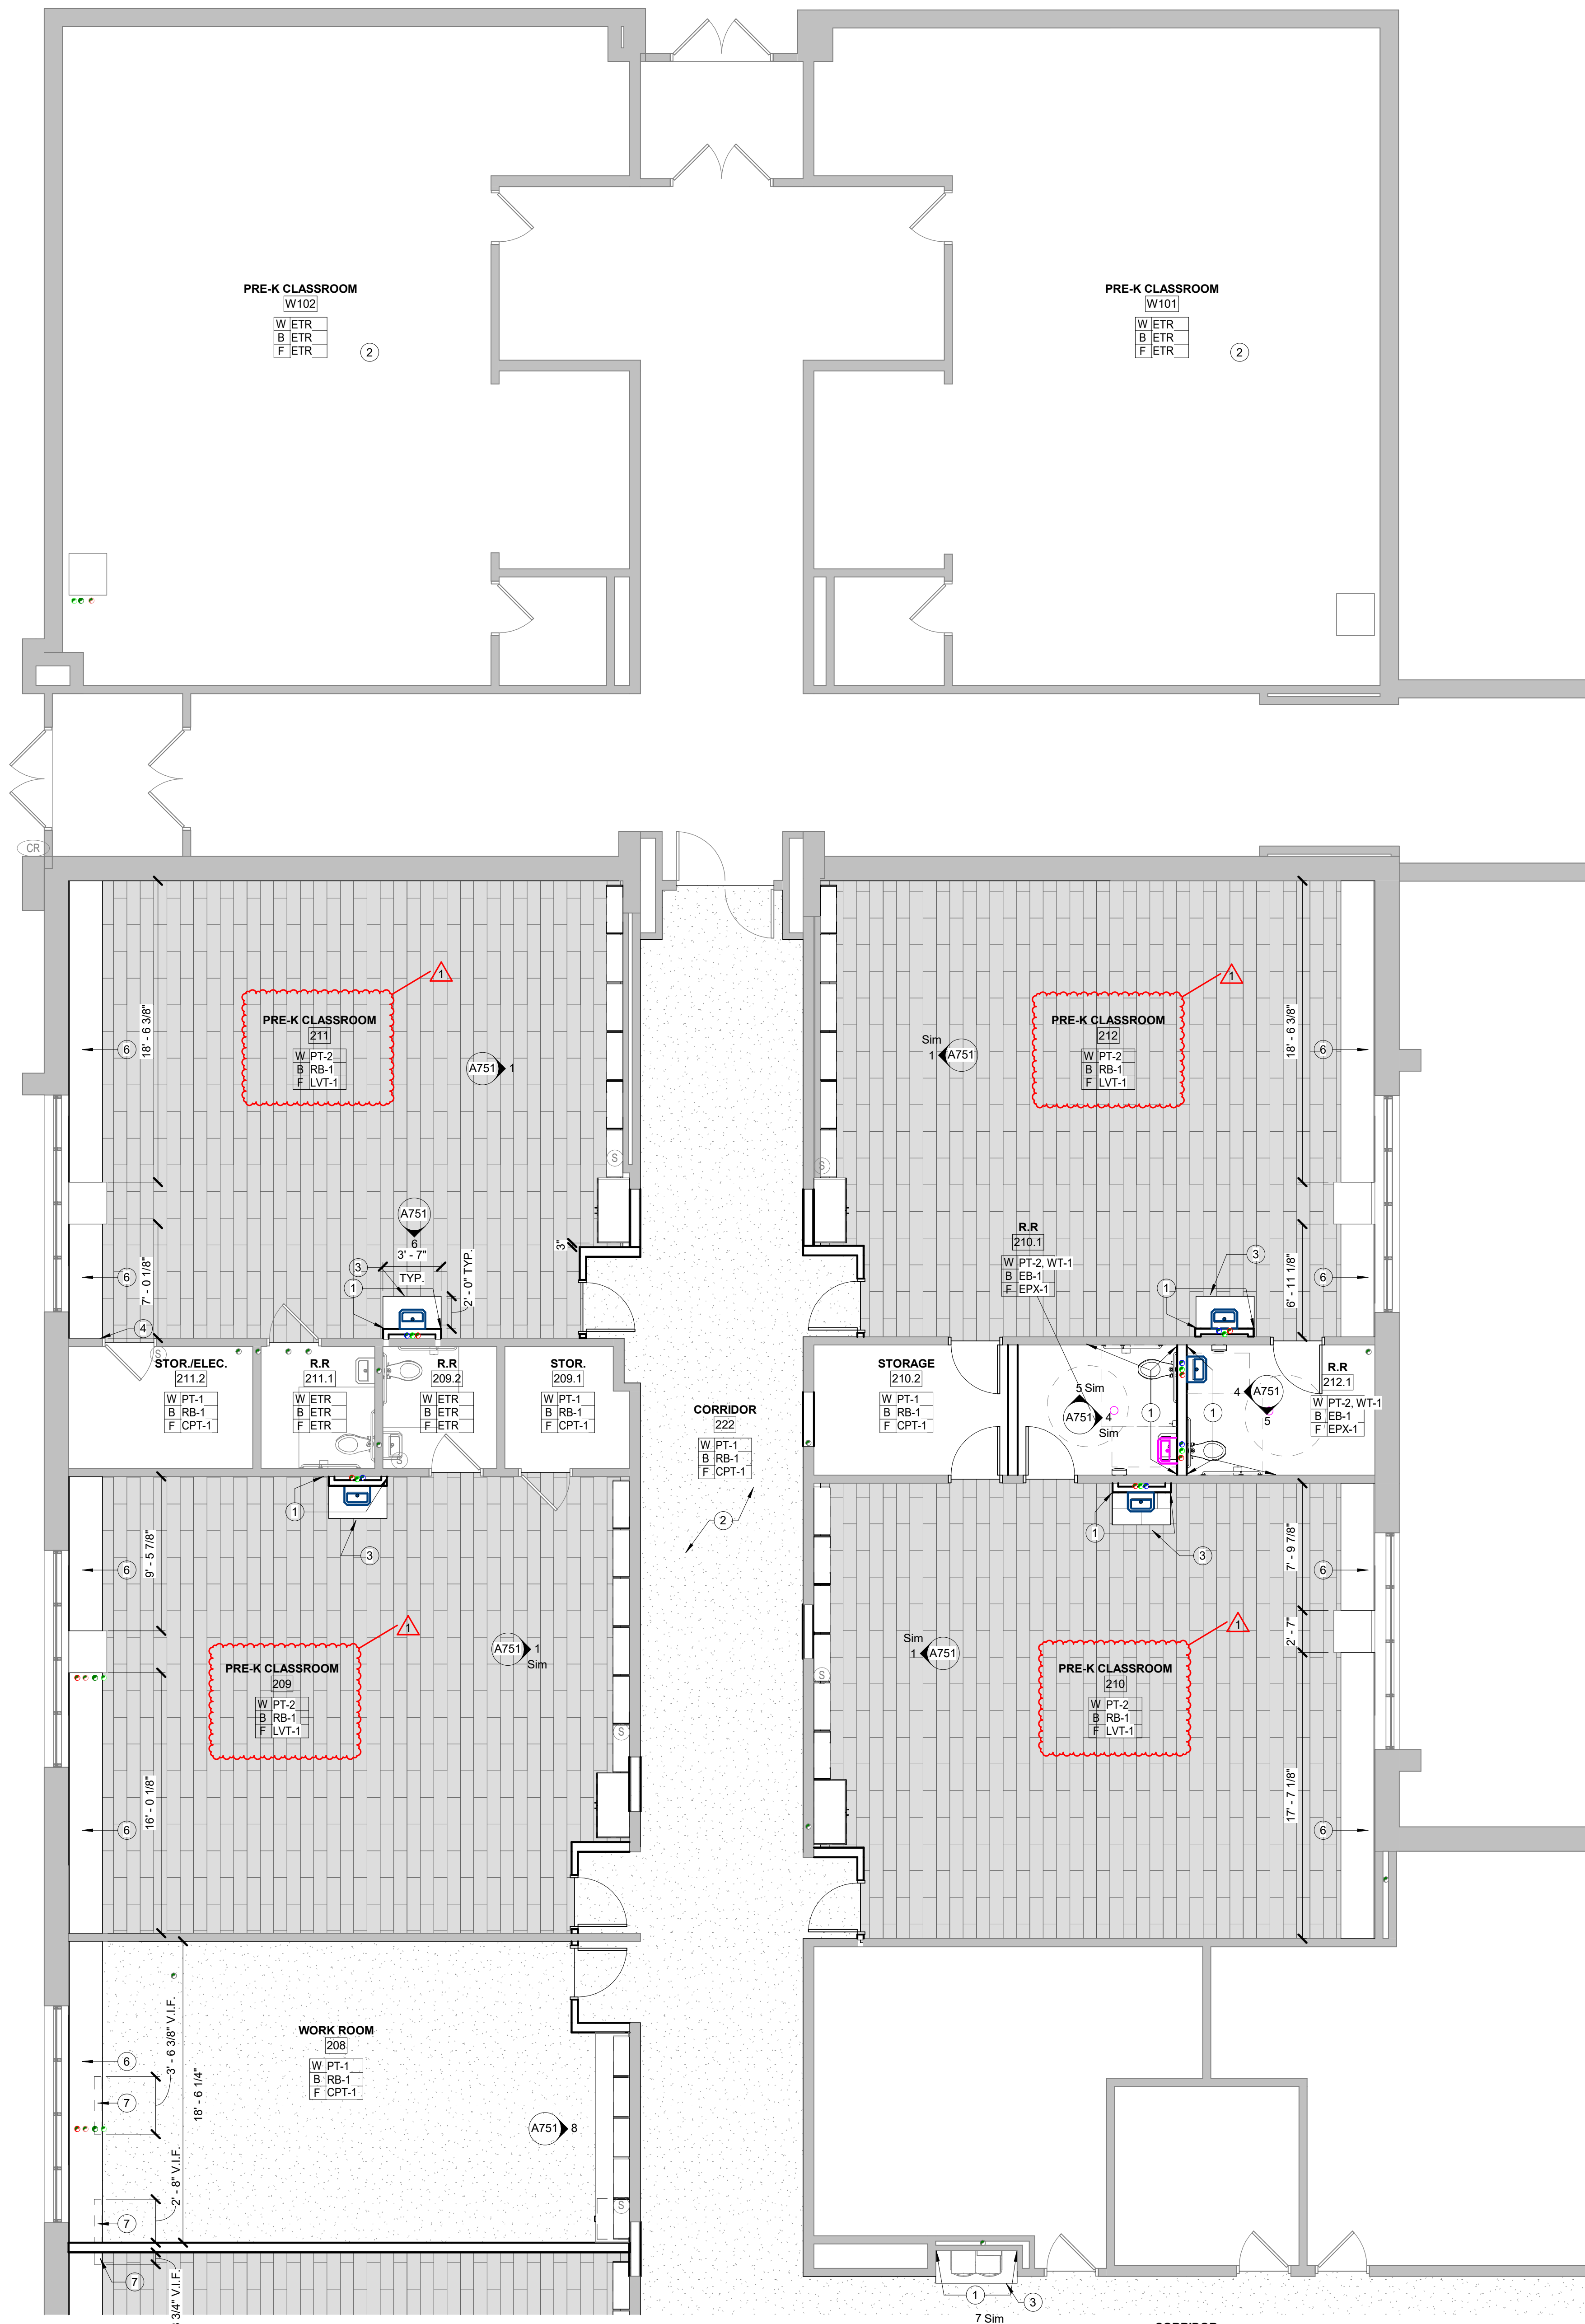 PRE-K CLASSROOM
W102
W ETR
B ETR
F ETR
2
PRE-K CLASSROOM
W101
W ETR
B ETR
F ETR
2
CR
18' - 6 3/8"
6
PRE-K CLASSROOM
211
W PT-2
B RB-1
F LVT-1
1
A751
1
S
6
7' - 0 1/8"
4
A751
6
3' - 7"
TYP.
3
1
2' - 0" TYP.
3"
1
PRE-K CLASSROOM
212
W PT-2
B RB-1
F LVT-1
Sim
1
A751
18' - 6 3/8"
6
S
R.R
210.1
W PT-2, WT-1
B EB-1
F EPX-1
3
1
6' - 11 1/8"
6
S
STOR./ELEC.
211.2
W PT-1
B RB-1
F CPT-1
R.R
211.1
W ETR
B ETR
F ETR
R.R
209.2
W ETR
B ETR
F ETR
S
STOR.
209.1
W PT-1
B RB-1
F CPT-1
CORRIDOR
222
W PT-1
B RB-1
F CPT-1
2
STORAGE
210.2
W PT-1
B RB-1
F CPT-1
5 Sim
A751
4
Sim
1
1
4
A751
5
R.R
212.1
W PT-2, WT-1
B EB-1
F EPX-1
6
9' - 5 7/8"
1
3
1
PRE-K CLASSROOM
209
W PT-2
B RB-1
F LVT-1
A751
1
Sim
S
6
16' - 0 1/8"
1
3
7' - 9 7/8"
6
2' - 7"
1
Sim
1
A751
S
PRE-K CLASSROOM
210
W PT-2
B RB-1
F LVT-1
17' - 7 1/8"
6
WORK ROOM
208
W PT-1
B RB-1
F CPT-1
6
3' - 6 3/8" V.I.F.
18' - 6 1/4"
7
A751
8
2' - 8" V.I.F.
7
S
7
3/4" V.I.F.
1
3
7 Sim